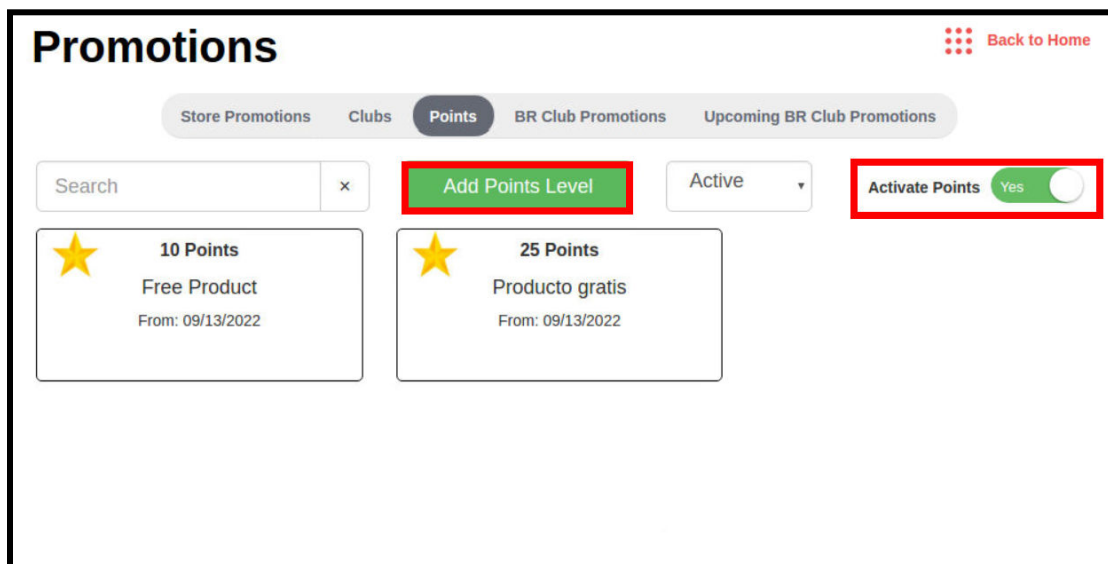 Promotions
Back to Home
Store Promotions Clubs Points BR Club Promotions Upcoming BR Club Promotions
Search × Add Points Level Active Activate Points Yes
10 Points
Free Product
From: 09/13/2022
25 Points
Producto gratis
From: 09/13/2022